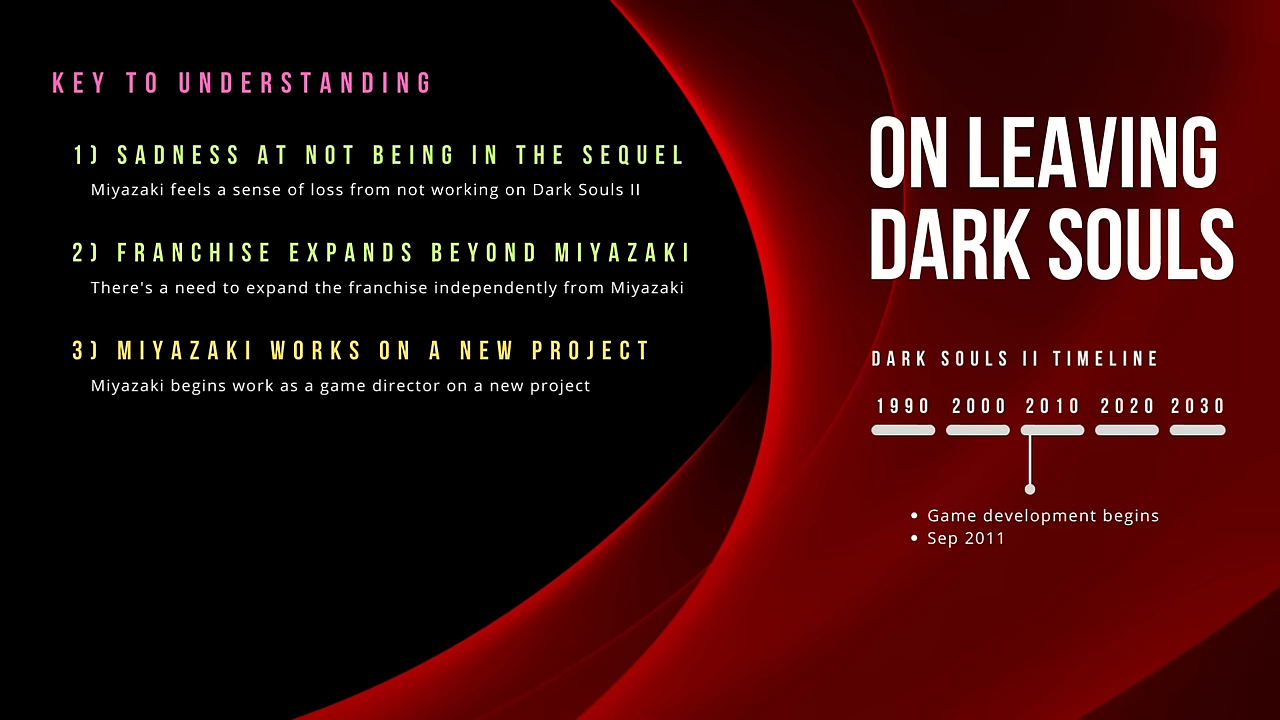 KEY TO UNDERSTANDING
1) SADNESS AT NOT BEING IN THE SEQUEL
Miyazaki feels a sense of loss from not working on Dark Souls II
2) FRANCHISE EXPANDS BEYOND MIYAZAKI
There's a need to expand the franchise independently from Miyazaki
3) MIYAZAKI WORKS ON A NEW PROJECT
Miyazaki begins work as a game director on a new project
ON LEAVING
DARK SOULS
DARK SOULS II TIMELINE
1990 2000 2010 2020 2030
• Game development begins
• Sep 2011